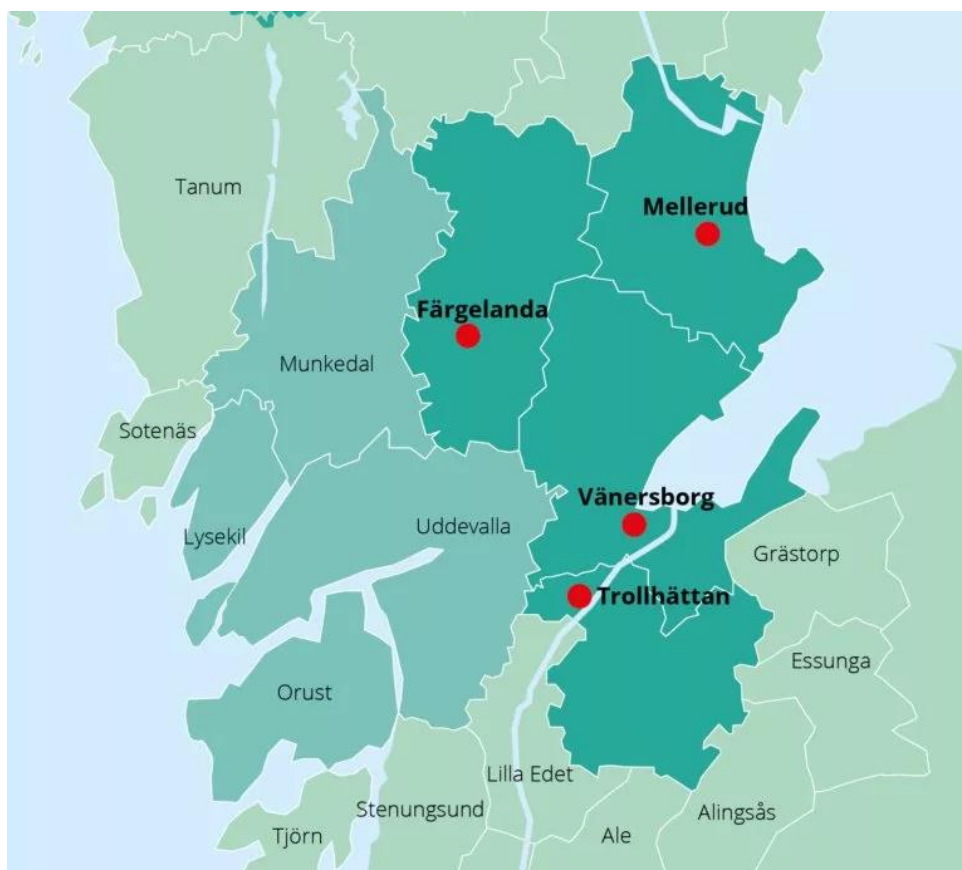 Tanum
Mellerud
Färgelanda
Munkedal
Sotenäs
Vänersborg
Uddevalla
Lysekil
Grästorp
Trollhättan
Essunga
Orust
Lilla Edet
Stenungsund
Alingsås
Tjörn
Ale